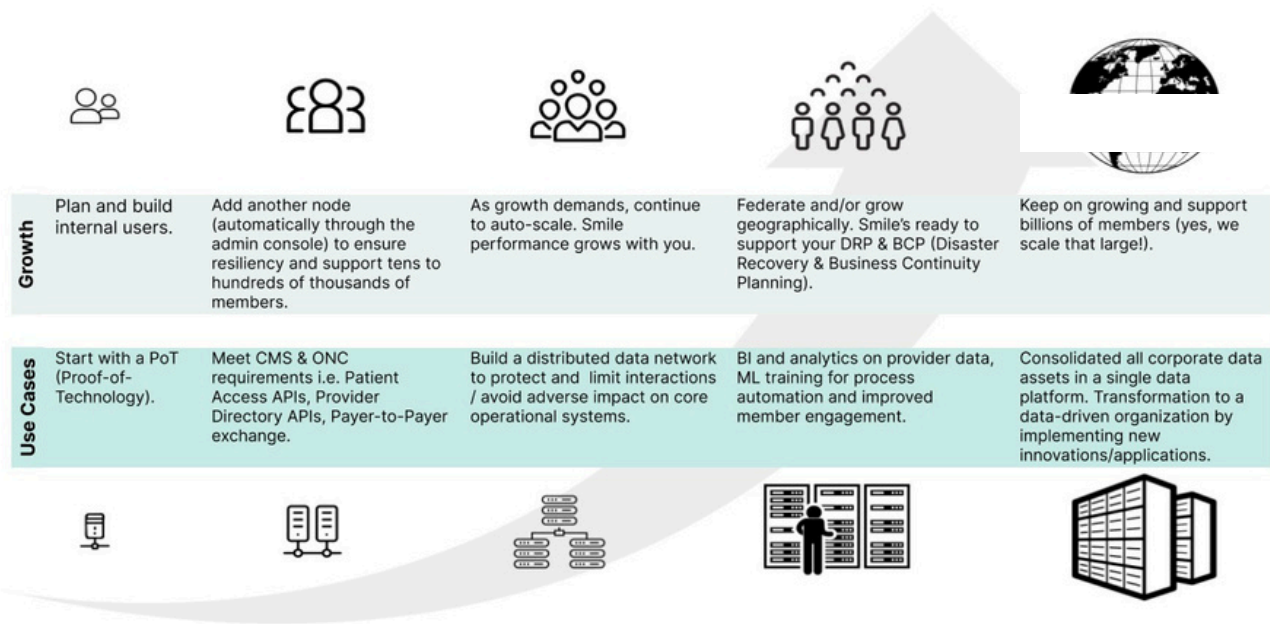 Growth
Plan and build
internal users.
Add another node
(automatically through the
admin console) to ensure
resiliency and support tens to
hundreds of thousands of
members.
As growth demands, continue
to auto-scale. Smile
performance grows with you.
Federate and/or grow
geographically. Smile’s ready to
support your DRP & BCP (Disaster
Recovery & Business Continuity
Planning).
Keep on growing and support
billions of members (yes, we
scale that large!).
Use Cases
Start with a PoT
(Proof-of-
Technology).
Meet CMS & ONC
requirements i.e. Patient
Access APIs, Provider
Directory APIs, Payer-to-Payer
exchange.
Build a distributed data network
to protect and  limit interactions
/ avoid adverse impact on core
operational systems.
BI and analytics on provider data,
ML training for process
automation and improved
member engagement.
Consolidated all corporate data
assets in a single data
platform. Transformation to a
data-driven organization by
implementing new
innovations/applications.